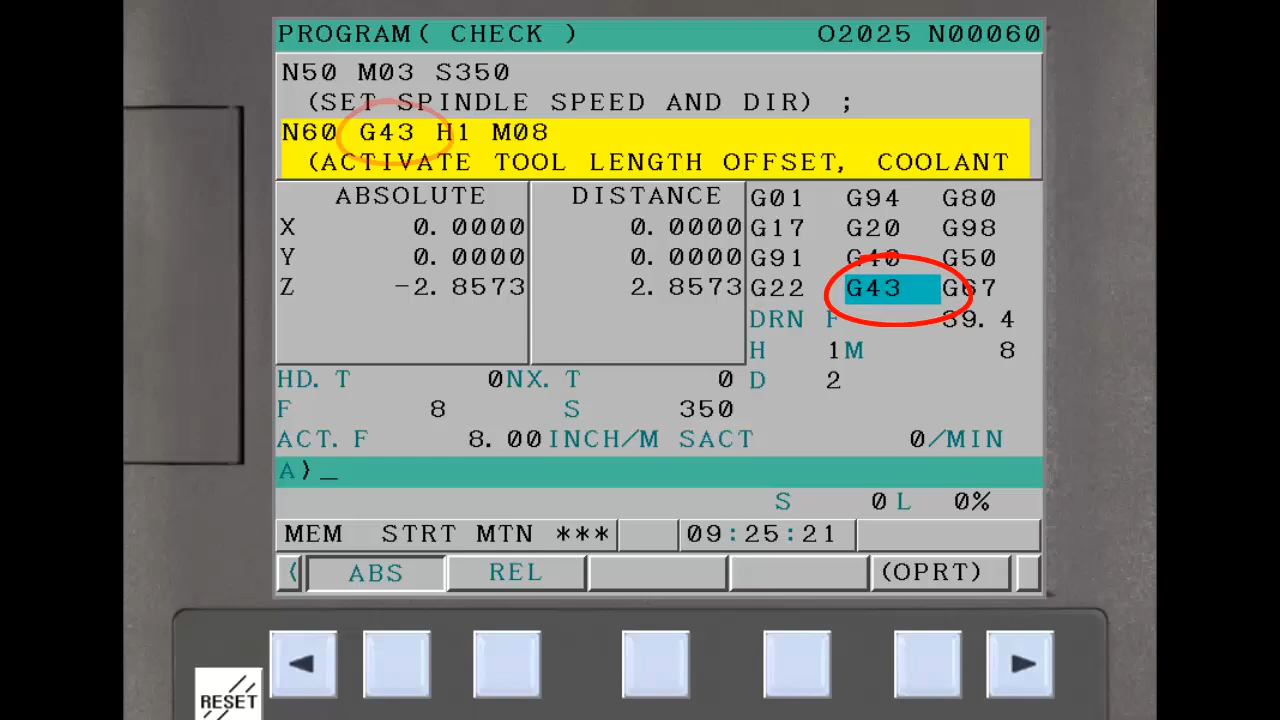 PROGRAM( CHECK ) O2025 N00060
N50 M03 S350
(SET SPINDLE SPEED AND DIR) ;
N60 G43 H1 M08
(ACTIVATE TOOL LENGTH OFFSET, COOLANT
ABSOLUTE DISTANCE G01 G94 G80
X 0.0000 0.0000 G17 G20 G98
Y 0.0000 0.0000 G91 G40 G50
Z -2.8573 2.8573 G22 G43 G67
DRN F 39.4
H 1 M 8
HD.T 0 NX.T 0 D 2
F 8 S 350
ACT.F 8.00 INCH/M SACT 0/MIN
A)_
S 0 L 0%
MEM STRT MTN *** 09:25:21
( ABS REL (OPRT)
RESET